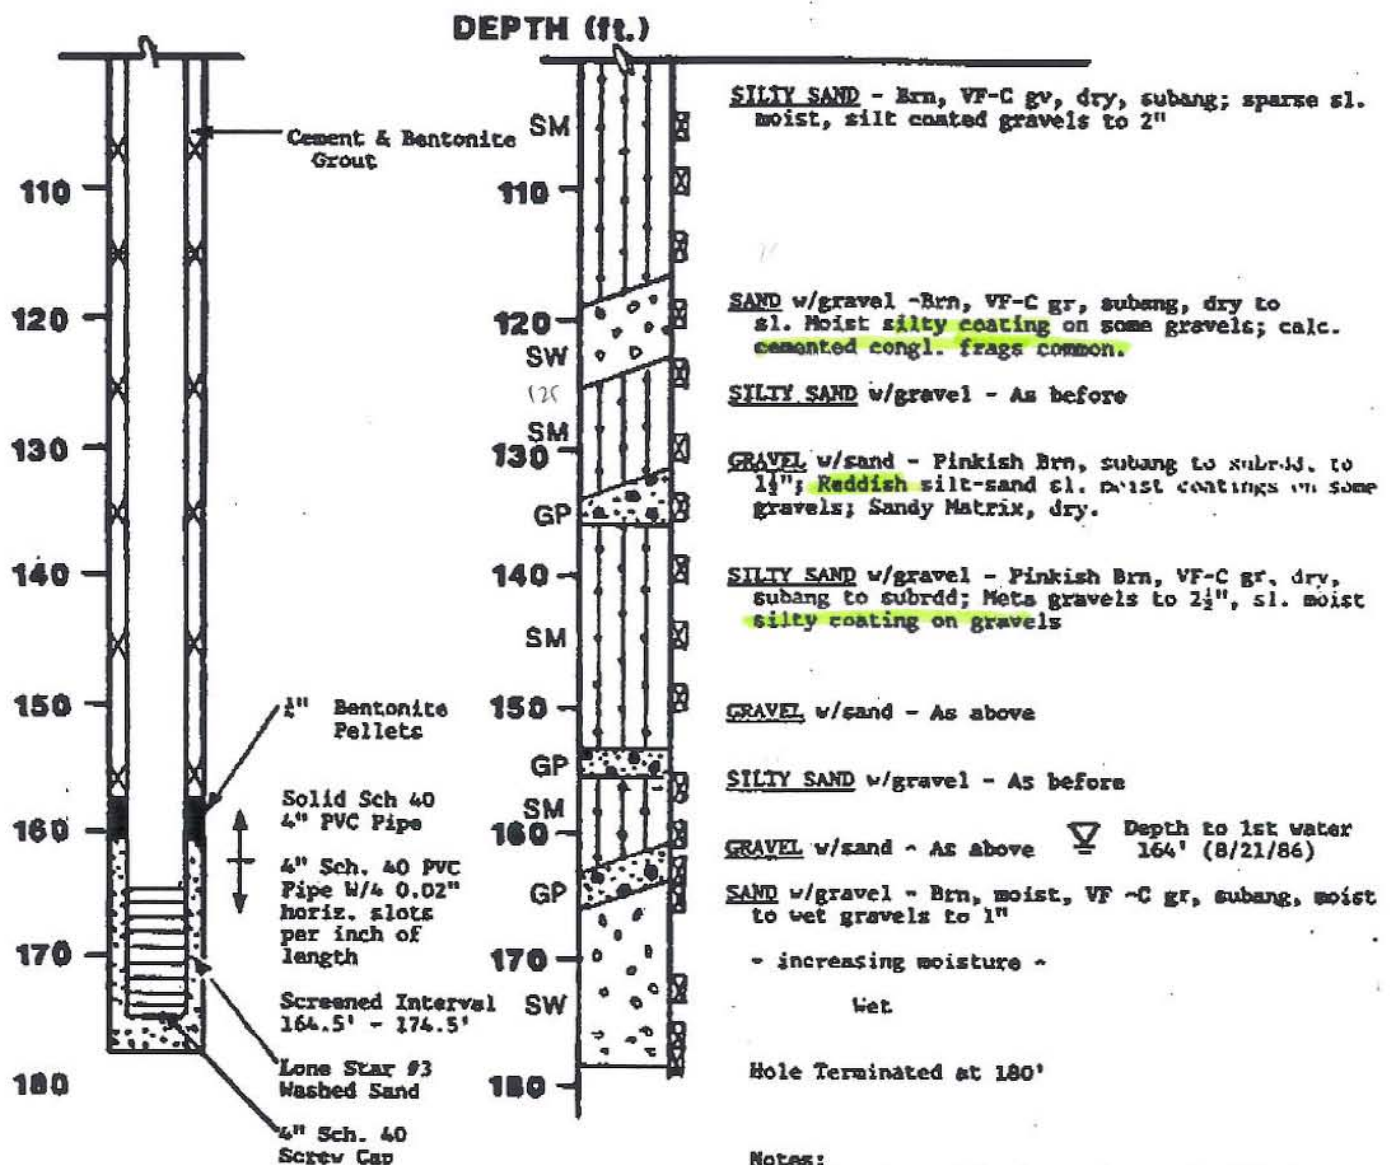 DEPTH (ft.)
Cement & Bentonite
Grout
110
120
130
140
150
160
170
180
¼" Bentonite
Pellets
Solid Sch 40
4" PVC Pipe
4" Sch. 40 PVC
Pipe W/4 0.02"
horiz. slots
per inch of
length
Screened Interval
164.5' - 174.5'
Lone Star #3
Washed Sand
4" Sch. 40
Screw Cap
SM
110
120
SW
125
SM
130
GP
140
SM
150
GP
SM
160
GP
170
SW
180
SILTY SAND - Brn, VF-C gv, dry, subang; sparse sl.
moist, silt coated gravels to 2"
SAND w/gravel -Brn, VF-C gr, subang, dry to
sl. Moist silty coating on some gravels; calc.
cemented congl. frags common.
SILTY SAND w/gravel - As before
GRAVEL w/sand - Pinkish Brn, subang to subrdd. to
1½"; Reddish silt-sand sl. moist coatings on some
gravels; Sandy Matrix, dry.
SILTY SAND w/gravel - Pinkish Brn, VF-C gr, dry,
subang to subrdd; Meta gravels to 2½", sl. moist
silty coating on gravels
GRAVEL w/sand - As above
SILTY SAND w/gravel - As before
GRAVEL w/sand - As above
Depth to 1st water
164' (8/21/86)
SAND w/gravel - Brn, moist, VF -C gr, subang, moist
to wet gravels to 1"
- increasing moisture -
Wet
Hole Terminated at 180'
Notes: